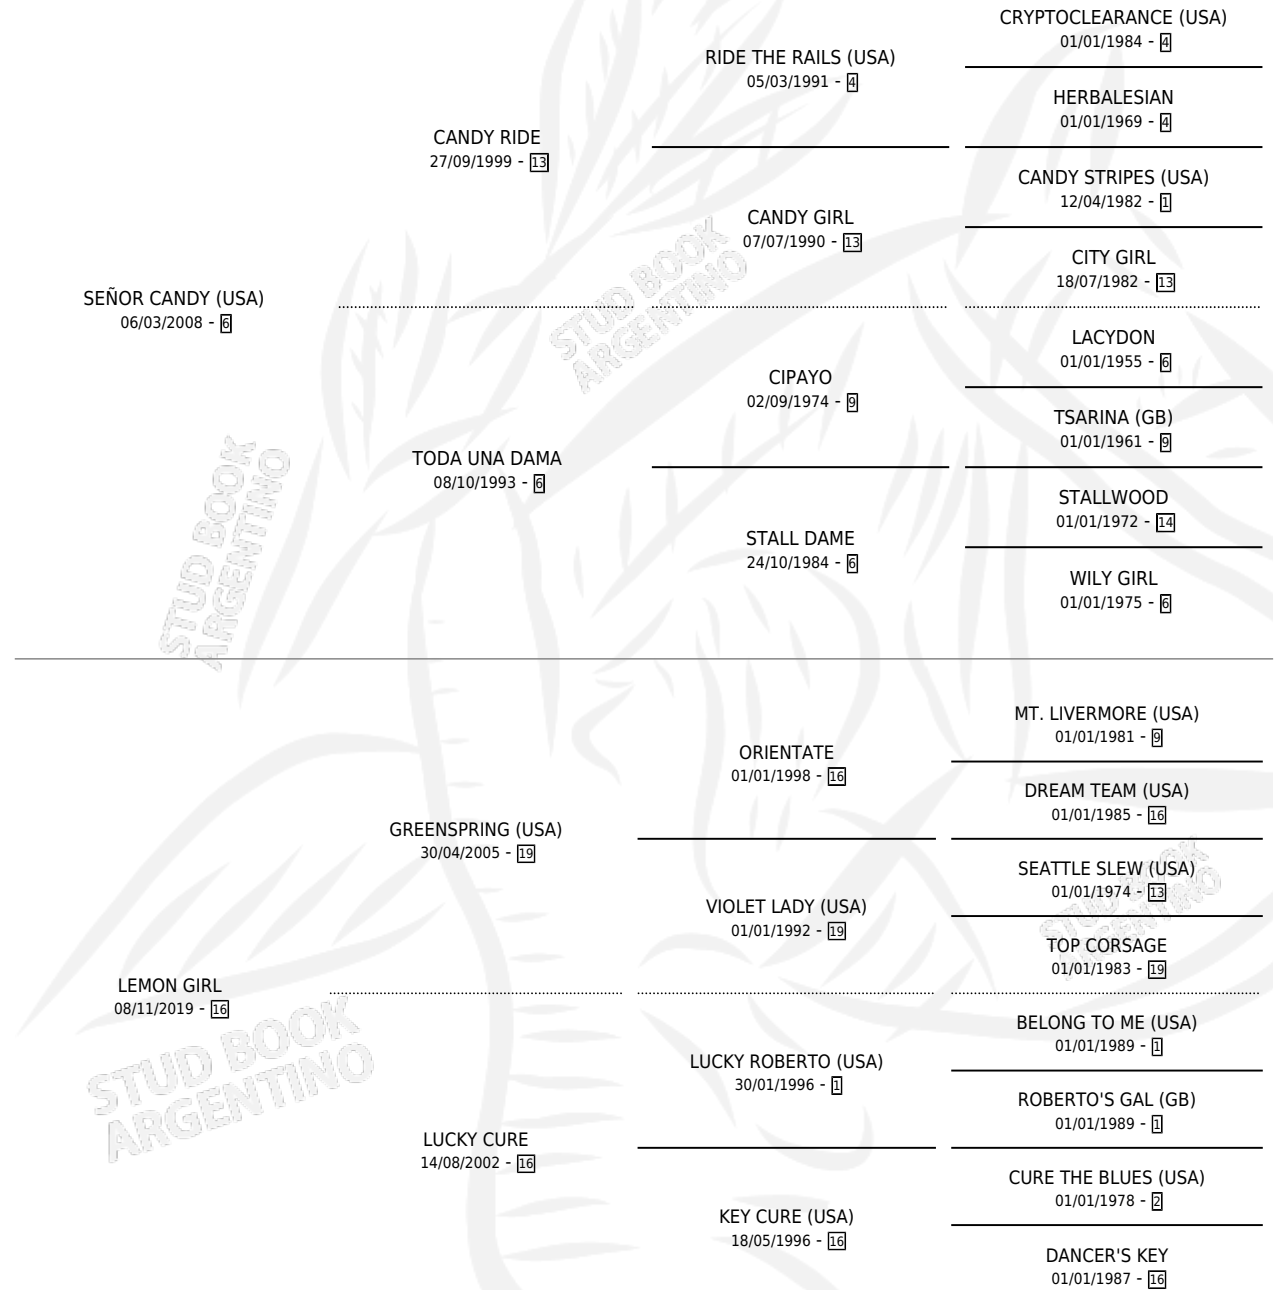 CRYPTOCLEARANCE (USA)
01/01/1984 - 4
RIDE THE RAILS (USA)
05/03/1991 - 4
HERBALESIAN
01/01/1969 - 4
CANDY RIDE
27/09/1999 - 13
CANDY STRIPES (USA)
12/04/1982 - 1
CANDY GIRL
07/07/1990 - 13
CITY GIRL
18/07/1982 - 13
SEÑOR CANDY (USA)
06/03/2008 - 6
STUD BOOK
ARGENTINO
LACYDON
01/01/1955 - 6
CIPAYO
02/09/1974 - 9
TSARINA (GB)
01/01/1961 - 9
TODA UNA DAMA
08/10/1993 - 6
STALLWOOD
01/01/1972 - 14
STALL DAME
24/10/1984 - 6
WILY GIRL
01/01/1975 - 6
STUD BOOK
ARGENTINO
MT. LIVERMORE (USA)
01/01/1981 - 9
ORIENTATE
01/01/1998 - 16
DREAM TEAM (USA)
01/01/1985 - 16
GREENSPRING (USA)
30/04/2005 - 19
SEATTLE SLEW (USA)
01/01/1974 - 13
STUD BOOK
ARGENTINO
VIOLET LADY (USA)
01/01/1992 - 19
TOP CORSAGE
01/01/1983 - 19
LEMON GIRL
08/11/2019 - 16
STUD BOOK
ARGENTINO
BELONG TO ME (USA)
01/01/1989 - 1
LUCKY ROBERTO (USA)
30/01/1996 - 1
ROBERTO'S GAL (GB)
01/01/1989 - 1
LUCKY CURE
14/08/2002 - 16
CURE THE BLUES (USA)
01/01/1978 - 2
KEY CURE (USA)
18/05/1996 - 16
DANCER'S KEY
01/01/1987 - 16